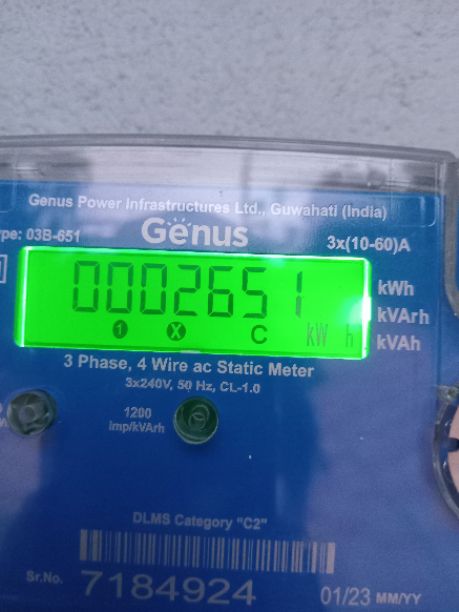 Genus Power Infrastructures Ltd., Guwahati (India)
03B-651
Genus
3x(10-60)A
0002651
kWh
kVArh
kVAh
1 X C kW h
3 Phase, 4 Wire ac Static Meter
3x240V, 50 Hz, CL-1.0
1200
Imp/kVArh
DLMS Category "C2"
Sr.No. 7184924 01/23 MM/YY